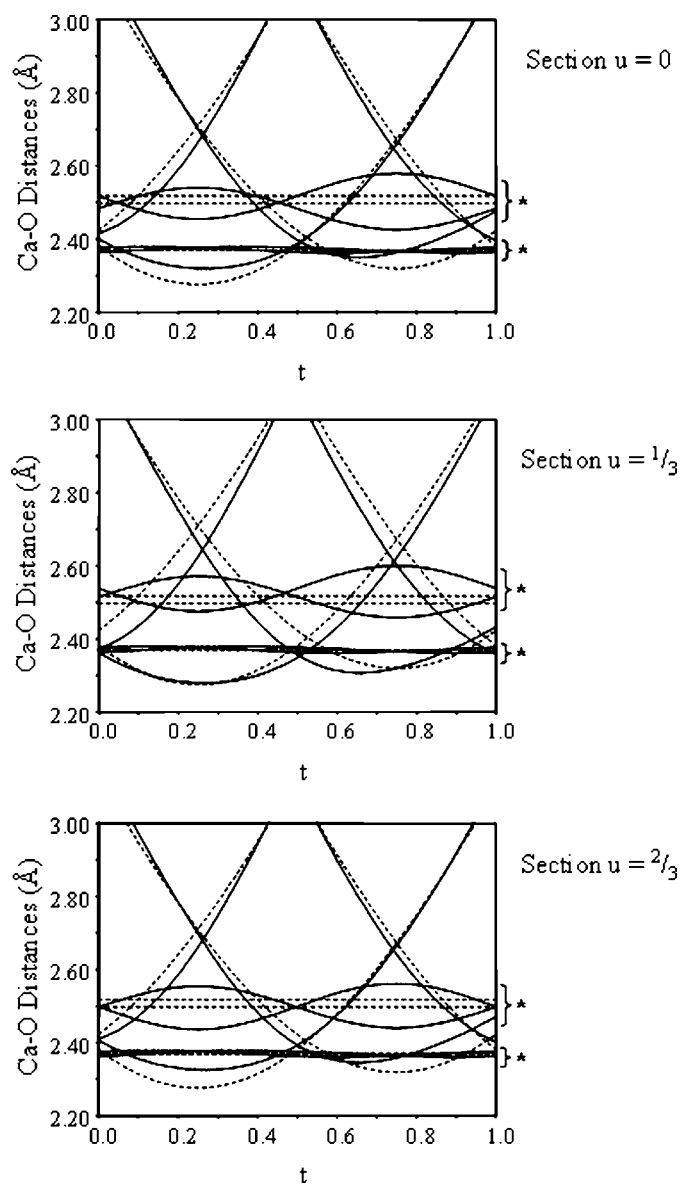 3.00
2.80
2.60
2.40
2.20
0.0 0.2 0.4 0.6 0.8 1.0
Ca-O Distances (Å)
t
Section u = 0
*
*
3.00
2.80
2.60
2.40
2.20
0.0 0.2 0.4 0.6 0.8 1.0
Ca-O Distances (Å)
t
Section u = 1/3
*
*
3.00
2.80
2.60
2.40
2.20
0.0 0.2 0.4 0.6 0.8 1.0
Ca-O Distances (Å)
t
Section u = 2/3
*
*